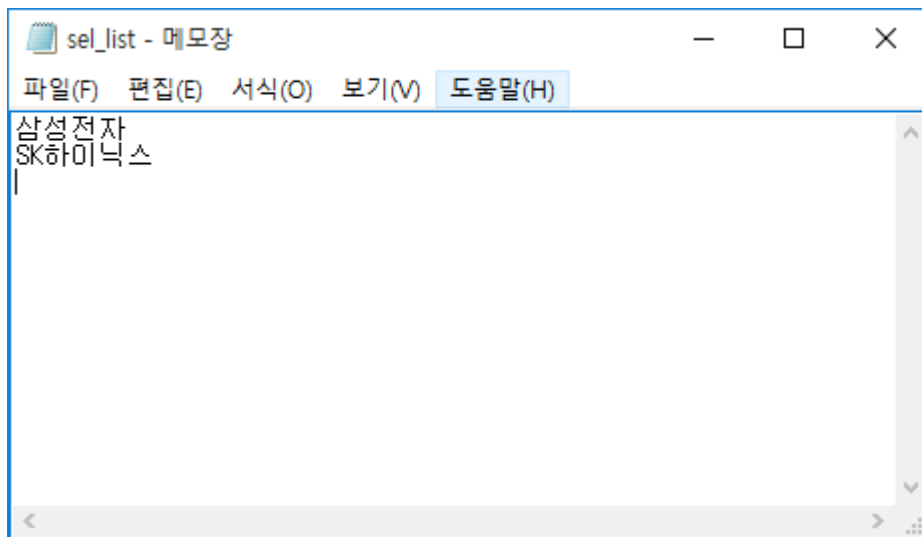 sel_list - 메모장
파일(F) 편집(E) 서식(O) 보기(V) 도움말(H)
삼성전자
SK하이닉스